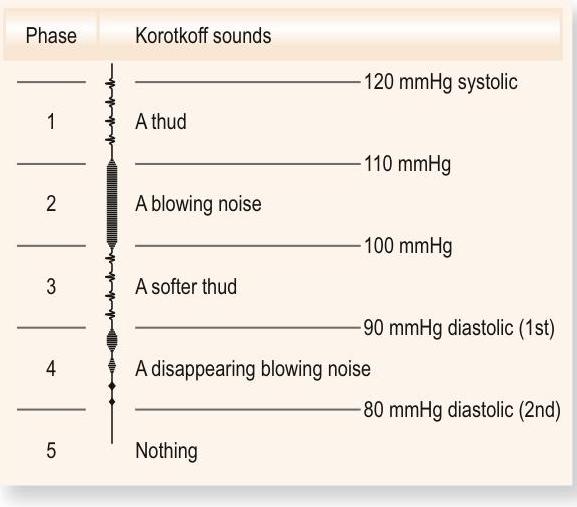 Phase Korotkoff sounds
120 mmHg systolic
1 A thud
110 mmHg
2 A blowing noise
100 mmHg
3 A softer thud
90 mmHg diastolic (1st)
4 A disappearing blowing noise
80 mmHg diastolic (2nd)
5 Nothing